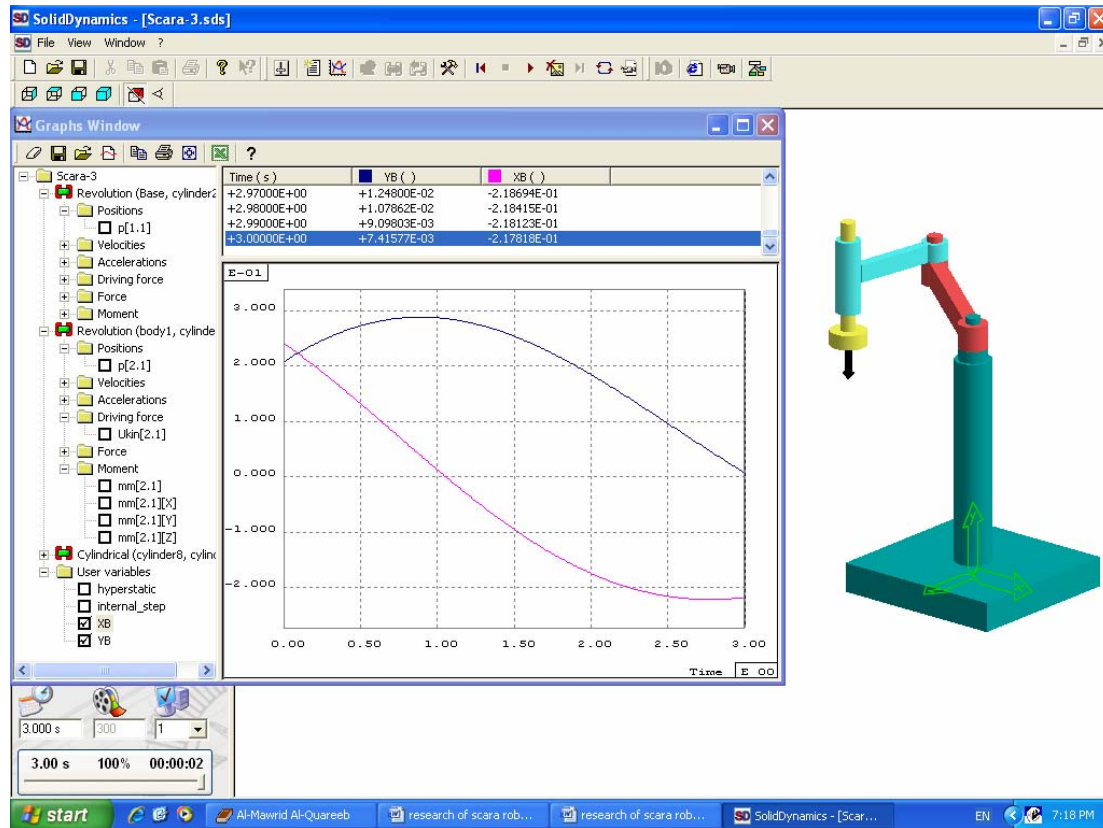 SD SolidDynamics - [Scara-3.sds]
SD File View Window ?
Graphs Window
Scara-3
Revolution (Base, cylinder2
Positions
p[1.1]
Velocities
Accelerations
Driving force
Force
Moment
Revolution (body1, cylinde
Positions
p[2.1]
Velocities
Accelerations
Driving force
Ukin[2.1]
Force
Moment
mm[2.1]
mm[2.1][X]
mm[2.1][Y]
mm[2.1][Z]
Cylindrical (cylinder8, cylin
User variables
hyperstatic
internal_step
XB
YB
Time ( s ) YB ( ) XB ( )
+2.97000E+00 +1.24800E-02 -2.18694E-01
+2.98000E+00 +1.07862E-02 -2.18415E-01
+2.99000E+00 +9.09803E-03 -2.18123E-01
+3.00000E+00 +7.41577E-03 -2.17818E-01
E-01
3.000
2.000
1.000
0.000
-1.000
-2.000
0.00 0.50 1.00 1.50 2.00 2.50 3.00
Time E 00
3.000 s 300 1
3.00 s 100% 00:00:02
start Al-Mawrid Al-Quareeb research of scara rob... research of scara rob... SD SolidDynamics - [Scar... EN 7:18 PM